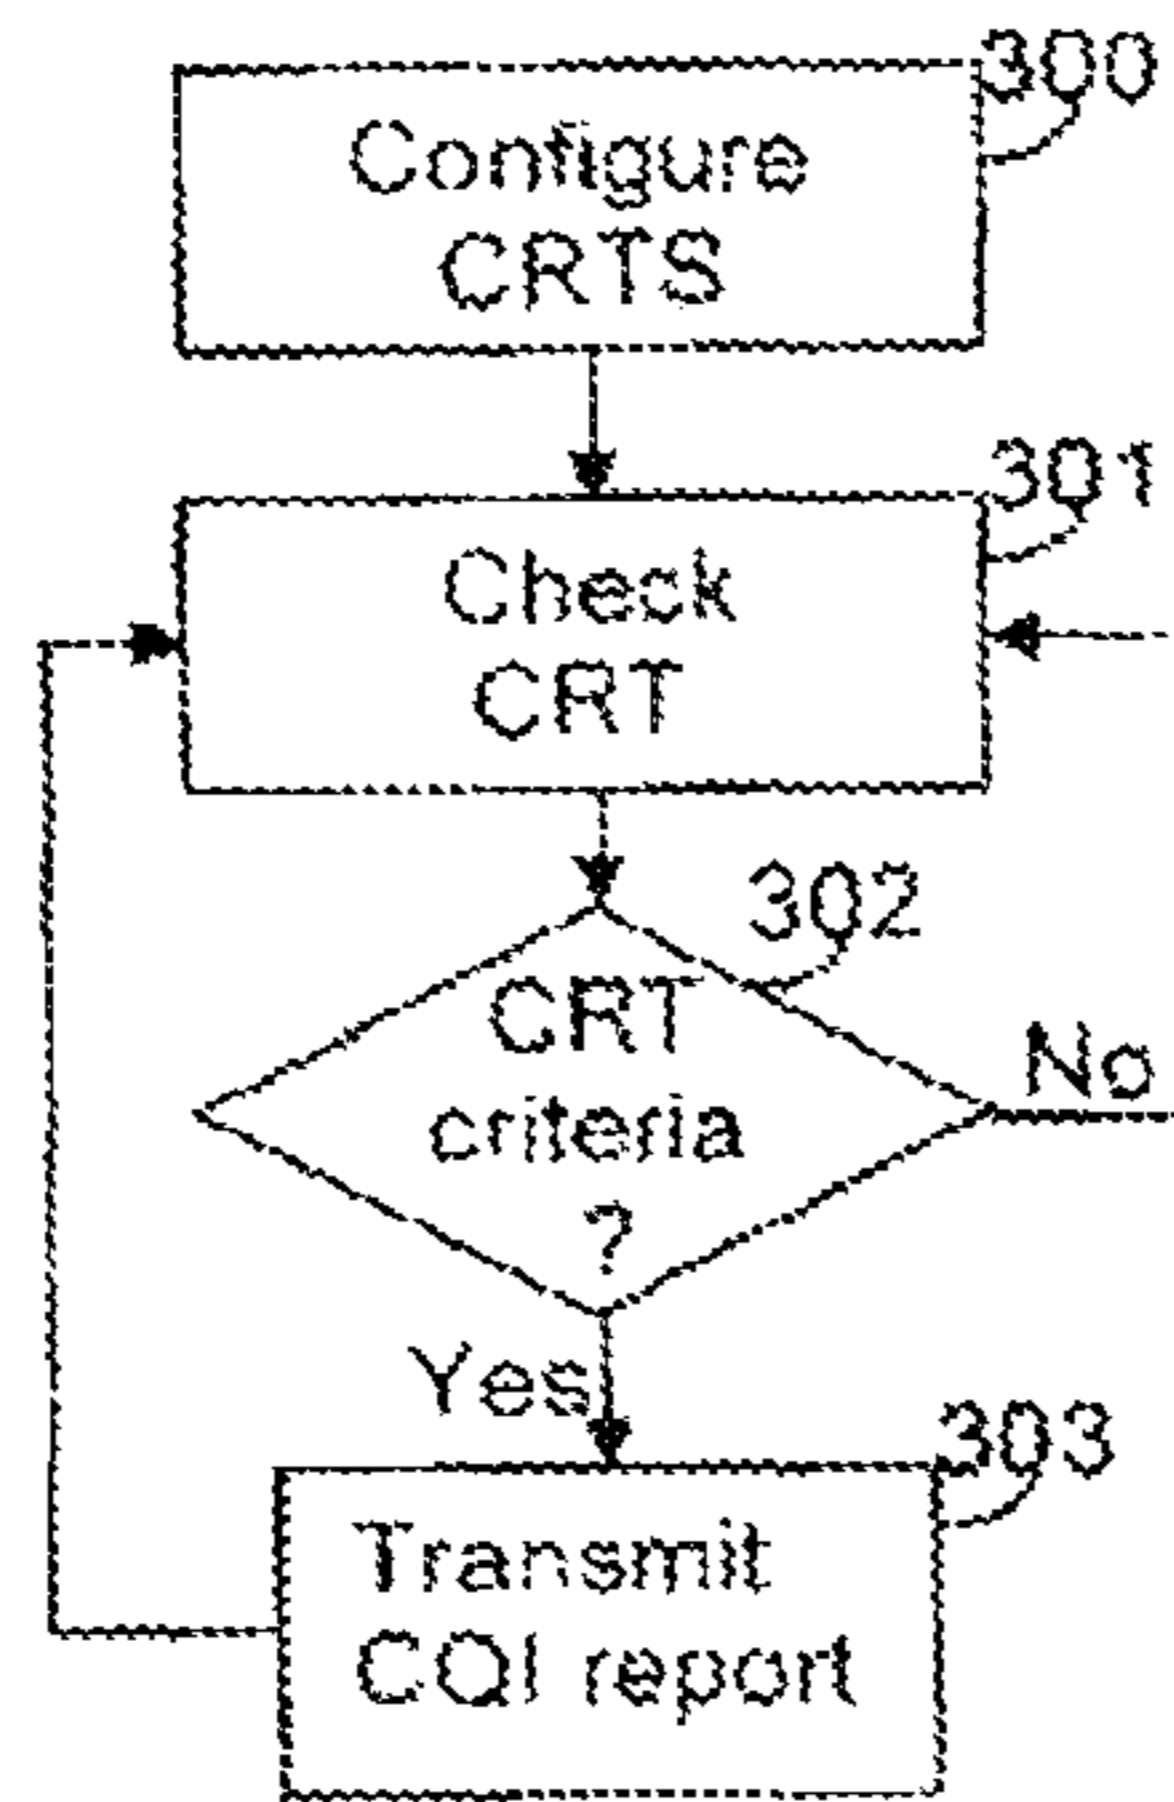 300
Configure
CRTS
301
Check
CRT
302
CRT
criteria
?
No
Yes
303
Transmit
CQI report